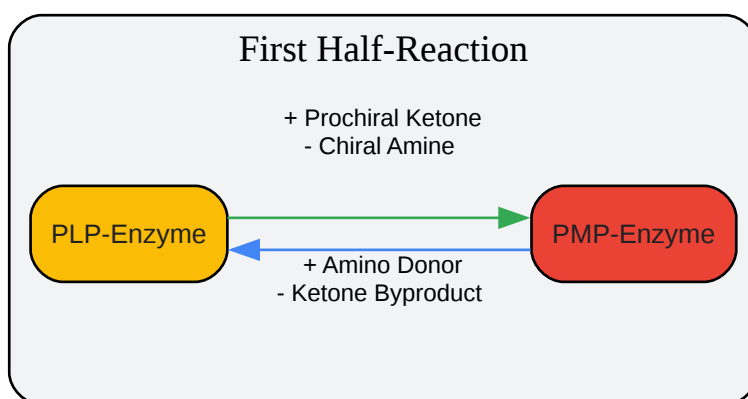 First Half-Reaction
+ Prochiral Ketone
- Chiral Amine
PLP-Enzyme
PMP-Enzyme
+ Amino Donor
- Ketone Byproduct